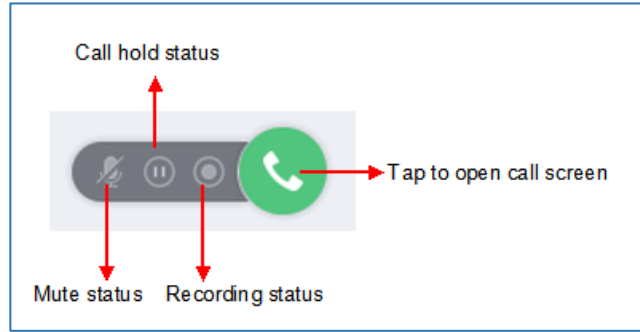 Call hold status
Tap to open call screen
Mute status
Recording status